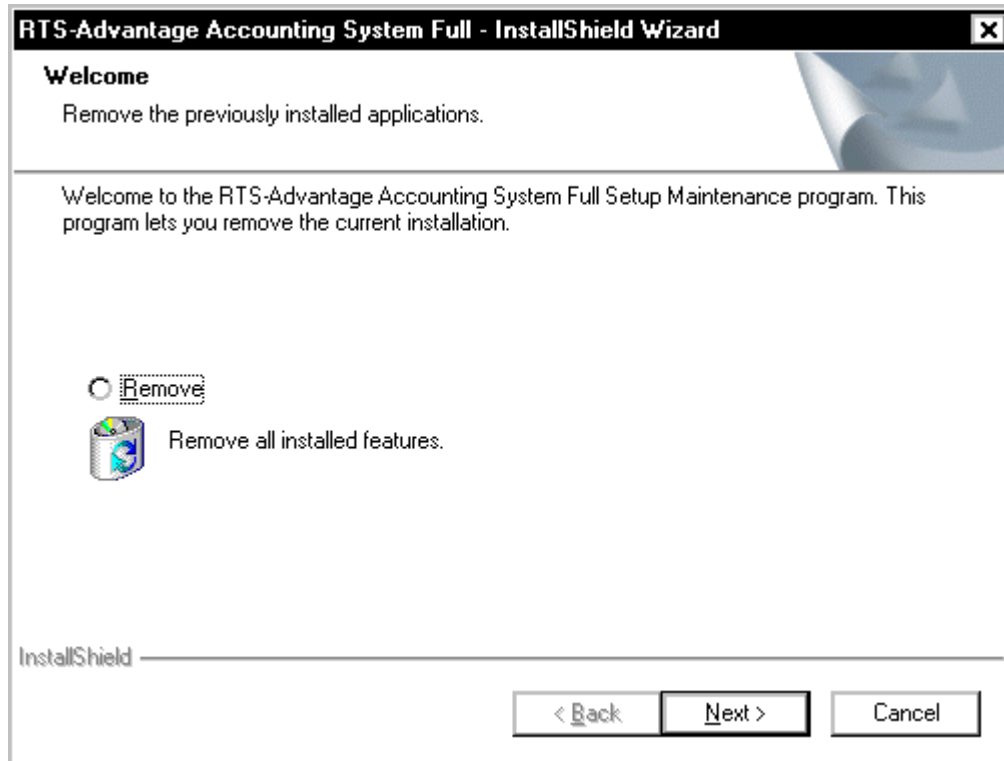 RTS-Advantage Accounting System Full - InstallShield Wizard
Welcome
Remove the previously installed applications.
Welcome to the RTS-Advantage Accounting System Full Setup Maintenance program. This
program lets you remove the current installation.
Remove
Remove all installed features.
InstallShield
< Back
Next >
Cancel